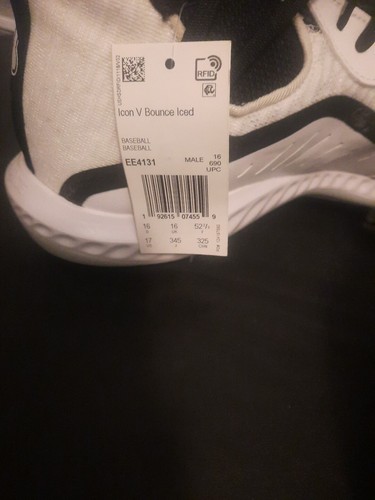 RFID
Icon V Bounce Iced
BASEBALL
BASEBALL
EE4131 MALE 16
690
UPC
1 92615 07455 9
16 16 52⅔
17 345 325